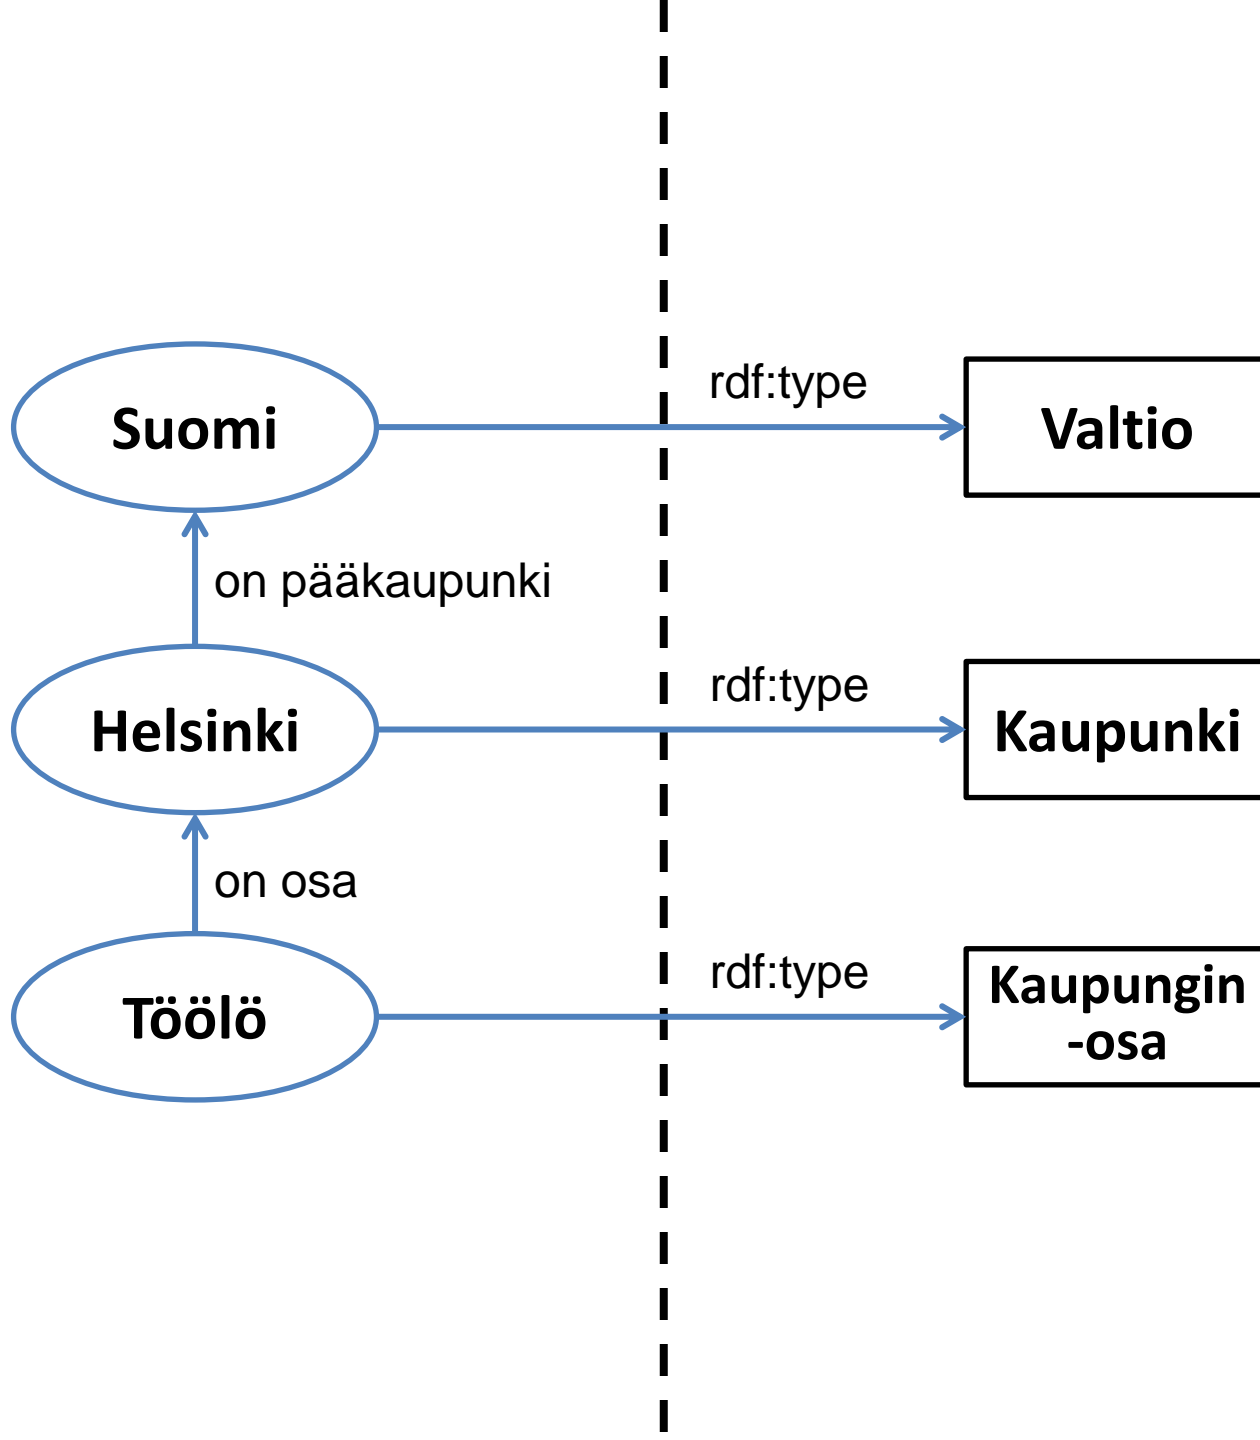 rdf:type
Suomi
Valtio
on pääkaupunki
rdf:type
Helsinki
Kaupunki
on osa
rdf:type
Töölö
Kaupungin
-osa